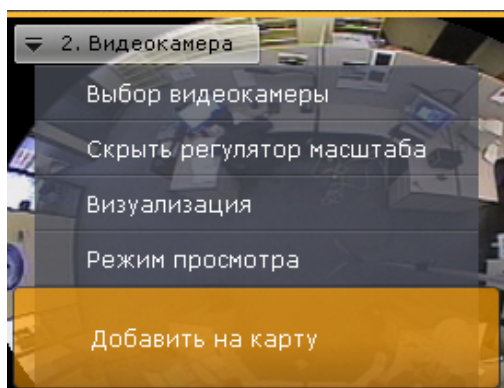 2. Видеокамера
Выбор видеокамеры
Скрыть регулятор масштаба
Визуализация
Режим просмотра
Добавить на карту